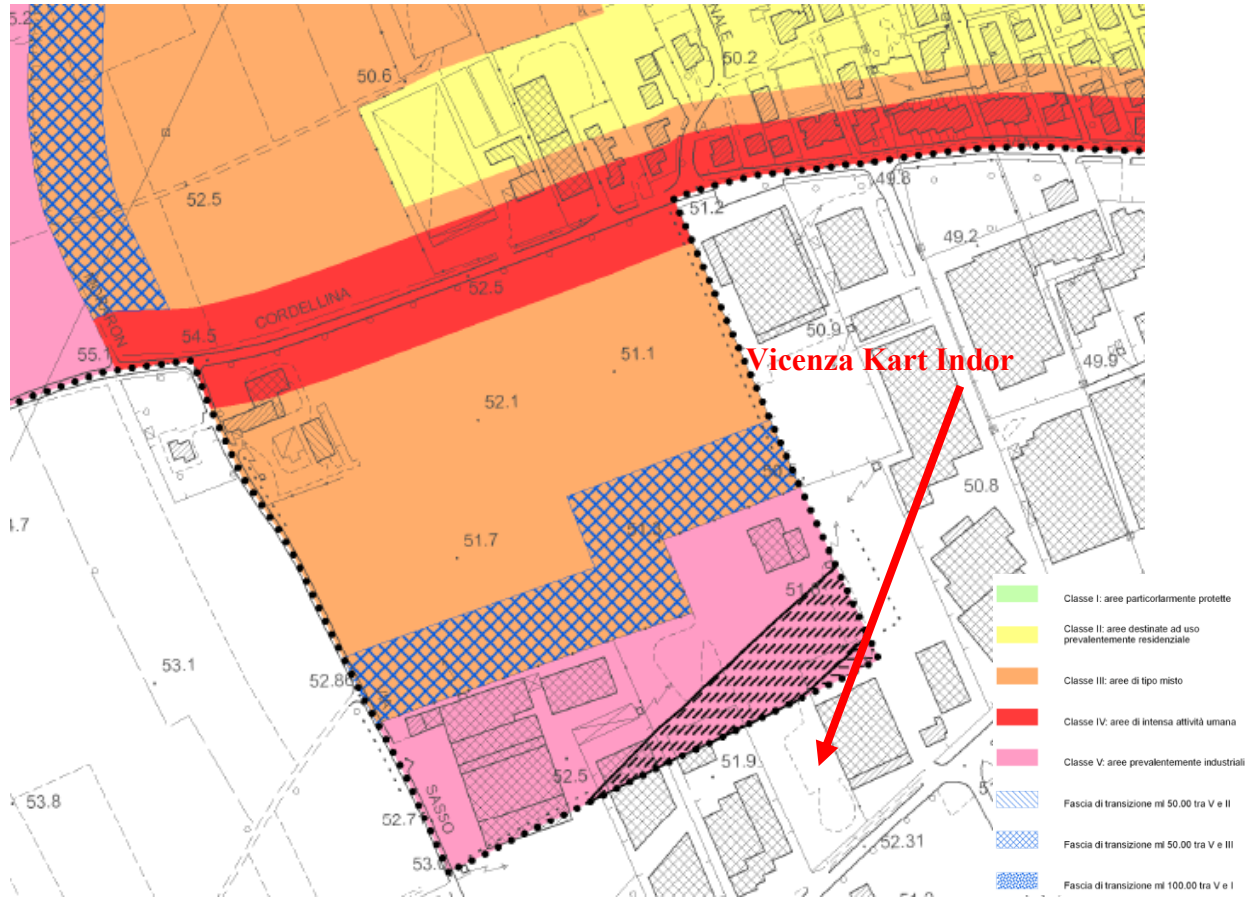 50.6
NALE
50.2
52.5
49.8
51.2
49.2
CORDELLINA
52.5
54.5
50.9
55.1
51.1
49.9
Vicenza Kart Indor
52.1
50.8
51.7
53.1
52.86
51.9
52.5
53.8
52.7
SASSO
52.31
Classe I: aree particorlarmente protette
Classe II: aree destinate ad uso
prevalentemente residenziale
Classe III: aree di tipo misto
Classe IV: aree di intensa attività umana
Classe V: aree prevalentemente industriali
Fascia di transizione ml 50.00 tra V e II
Fascia di transizione ml 50.00 tra V e III
Fascia di transizione ml 100.00 tra V e I